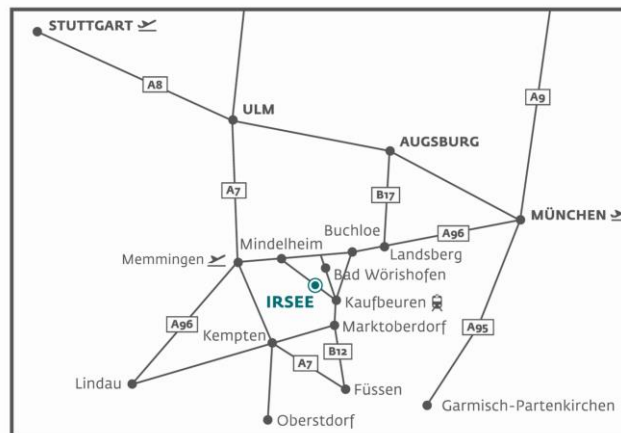 STUTTGART
A8
A9
ULM
AUGSBURG
A7
B17
MÜNCHEN
A96
Buchloe
Mindelheim
Landsberg
Memmingen
Bad Wörishofen
IRSEE
Kaufbeuren
A96
Marktoberdorf
A95
Kempten
B12
A7
Lindau
Füssen
Garmisch-Partenkirchen
Oberstdorf